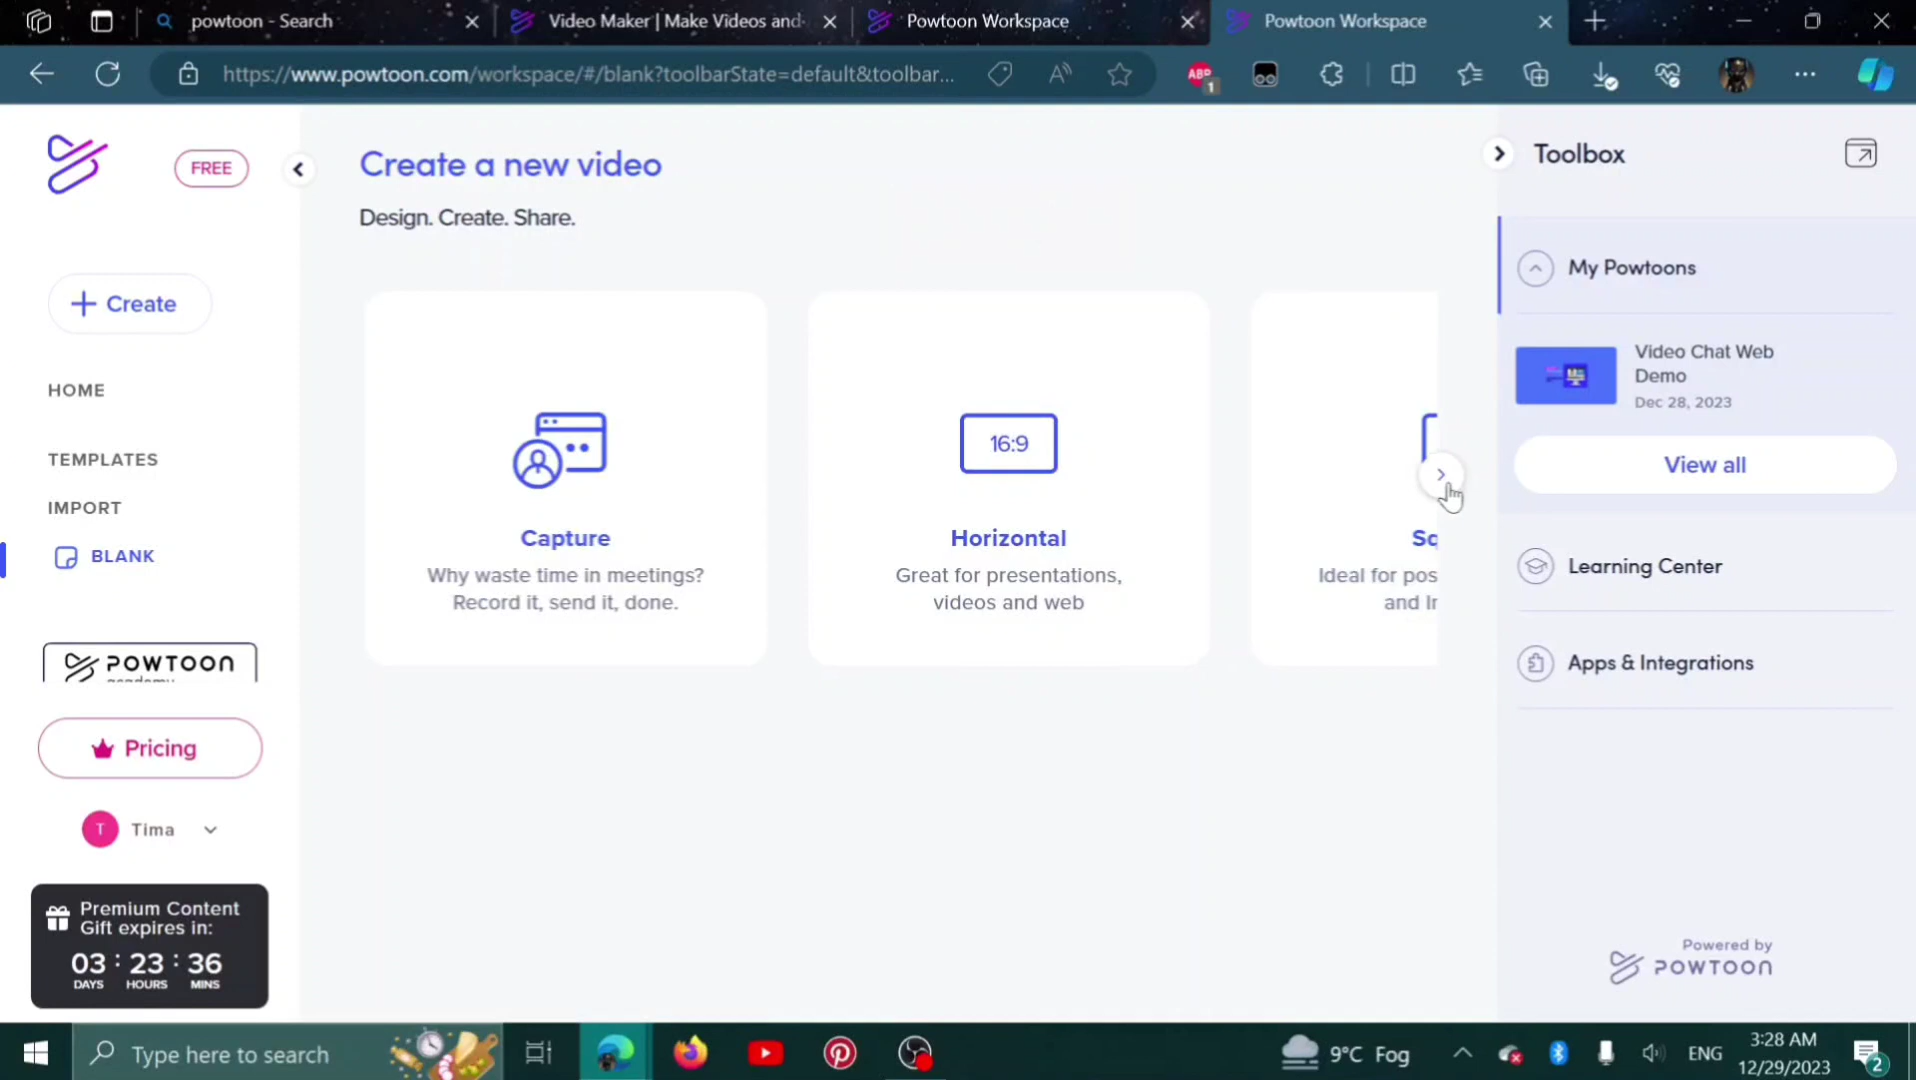 powtoon - Search
Video Maker | Make Videos and
Powtoon Workspace
Powtoon Workspace
https://www.powtoon.com/workspace/#/blank?toolbarState=default&toolbar...
ABP
1
FREE
Create a new video
Design. Create. Share.
Create
HOME
TEMPLATES
IMPORT
BLANK
POWTOON
academy
Pricing
T
Tima
Premium Content
Gift expires in:
03 : 23 : 36
DAYS HOURS MINS
Capture
Why waste time in meetings?
Record it, send it, done.
16:9
Horizontal
Great for presentations,
videos and web
Sq
Ideal for pos
and In
Toolbox
My Powtoons
Video Chat Web
Demo
Dec 28, 2023
View all
Learning Center
Apps & Integrations
Powered by
POWTOON
Type here to search
9°C Fog
ENG
3:28 AM
12/29/2023
2